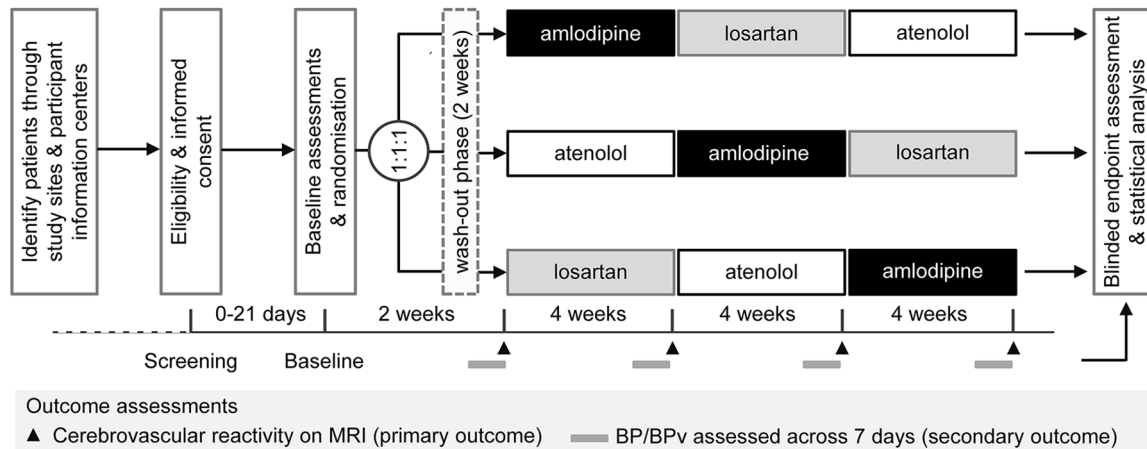 Identify patients through
study sites & participant
information centers
Eligibility & informed
consent
Baseline assessments
& randomisation
1:1:1
wash-out phase (2 weeks)
amlodipine
losartan
atenolol
atenolol
amlodipine
losartan
losartan
atenolol
amlodipine
Blinded endpoint assessment
& statistical analysis
0-21 days
2 weeks
4 weeks
4 weeks
4 weeks
Screening
Baseline
Outcome assessments
Cerebrovascular reactivity on MRI (primary outcome)
BP/BPv assessed across 7 days (secondary outcome)